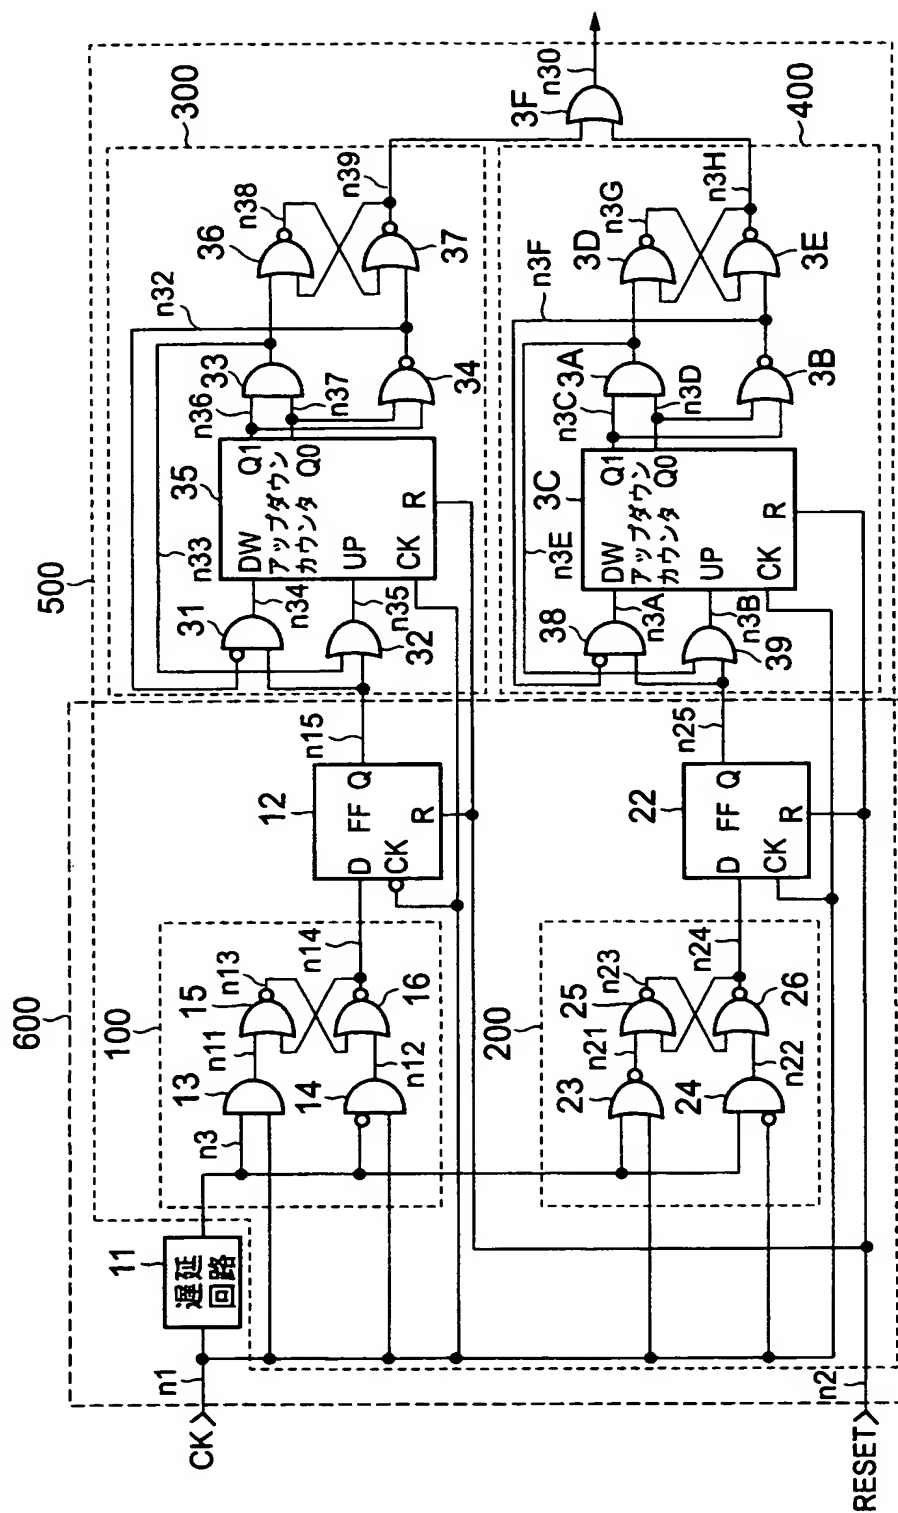 600
500
n1
CK
11
遅延
回路
n3
100
13
n11
15
n13
14
n12
16
n14
12
D
FF
Q
CK
R
n15
300
31
n33
n34
32
n35
35
DW
Q1
アップダウン
カウンタ
UP
Q0
CK
R
n32
33
n36
n37
34
36
n38
37
n39
3F
n30
200
23
n21
25
n23
24
n22
26
n24
22
D
FF
Q
CK
R
n25
400
38
n3E
n3A
39
n3B
3C
DW
Q1
アップダウン
カウンタ
UP
Q0
CK
R
n3F
3A
n3C
n3D
3B
3D
n3G
3E
n3H
n2
RESET